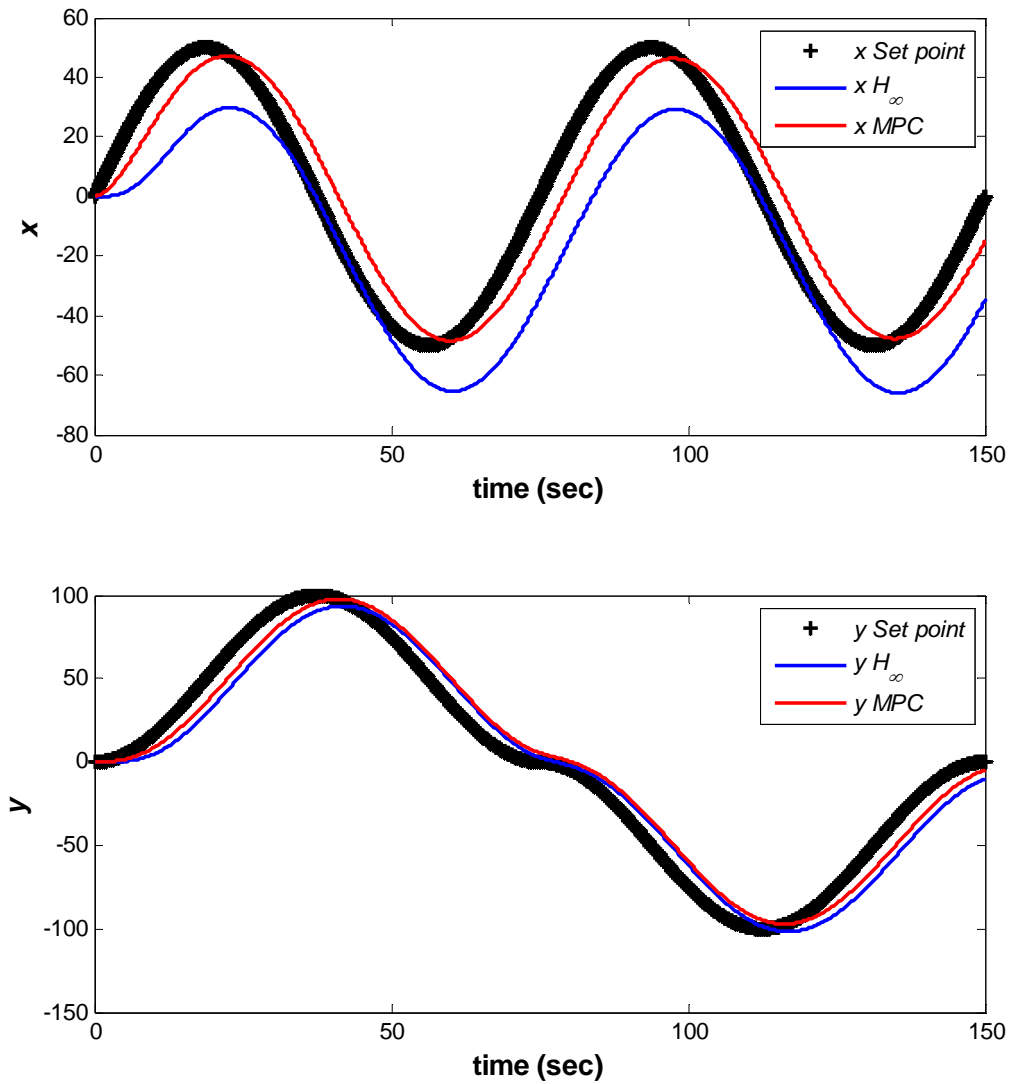 60
40
20
0
-20
-40
-60
-80
x
0
50
100
150
time (sec)
x Set point
x H∞
x MPC
100
50
0
-50
-100
-150
y
0
50
100
150
time (sec)
y Set point
y H∞
y MPC